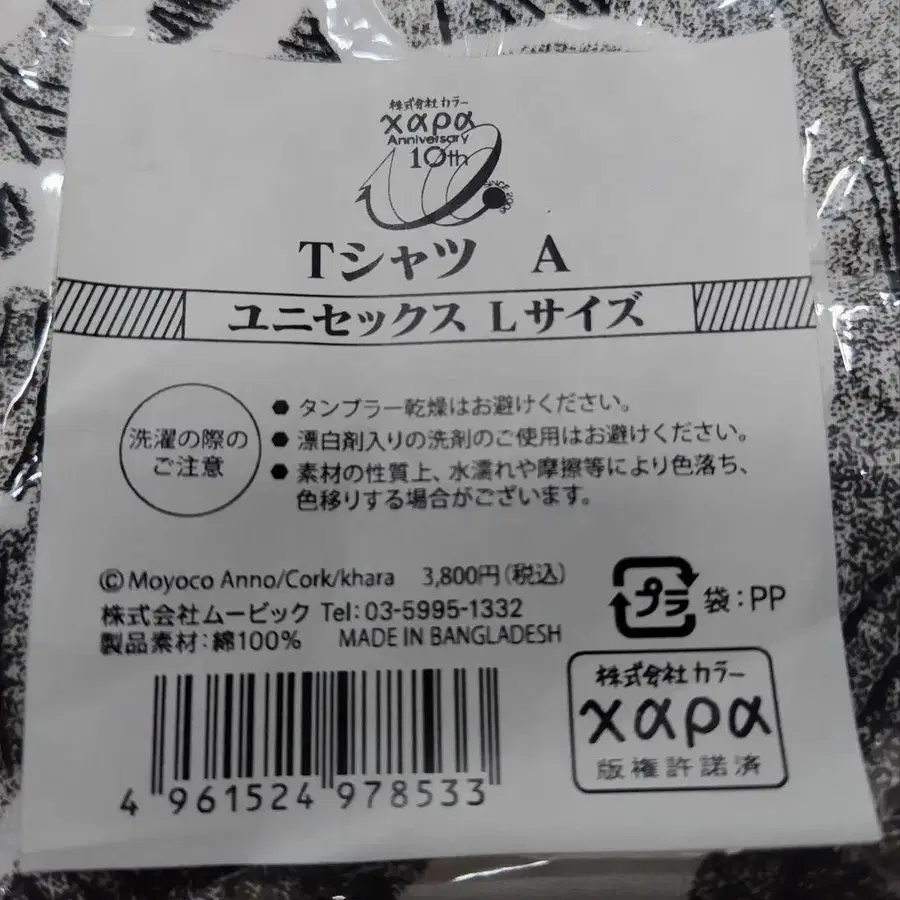 株式会社カラー
χαρα
Anniversary
10th
Tシャツ A
ユニセックス Lサイズ
洗濯の際の
ご注意
● タンブラー乾燥はお避けください。
● 漂白剤入りの洗剤のご使用はお避けください。
● 素材の性質上、水濡れや摩擦等により色落ち、
色移りする場合がございます。
©Moyoco Anno/Cork/khara 3,800円(税込)
株式会社ムービック Tel:03-5995-1332
製品素材:綿100% MADE IN BANGLADESH
プラ 袋:PP
4 961524 978533
株式会社カラー
χαρα
版権許諾済